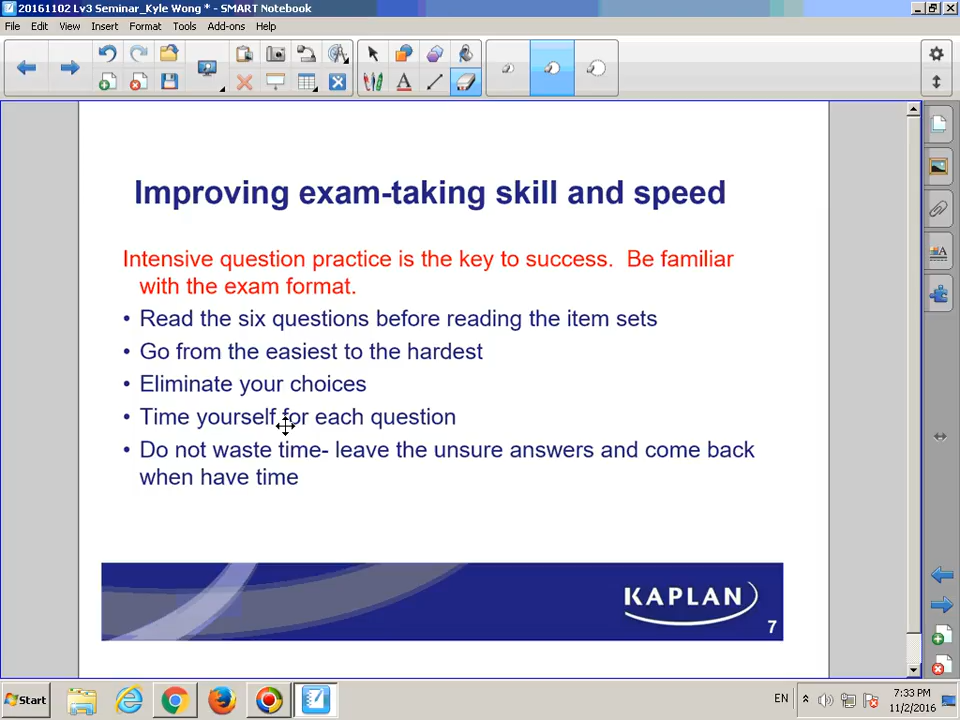 20161102 Lv3 Seminar_Kyle Wong * - SMART Notebook
File Edit View Insert Format Tools Add-ons Help
Improving exam-taking skill and speed
Intensive question practice is the key to success. Be familiar
with the exam format.
• Read the six questions before reading the item sets
• Go from the easiest to the hardest
• Eliminate your choices
• Time yourself for each question
• Do not waste time- leave the unsure answers and come back
when have time
KAPLAN
7
Start
EN
7:33 PM
11/2/2016